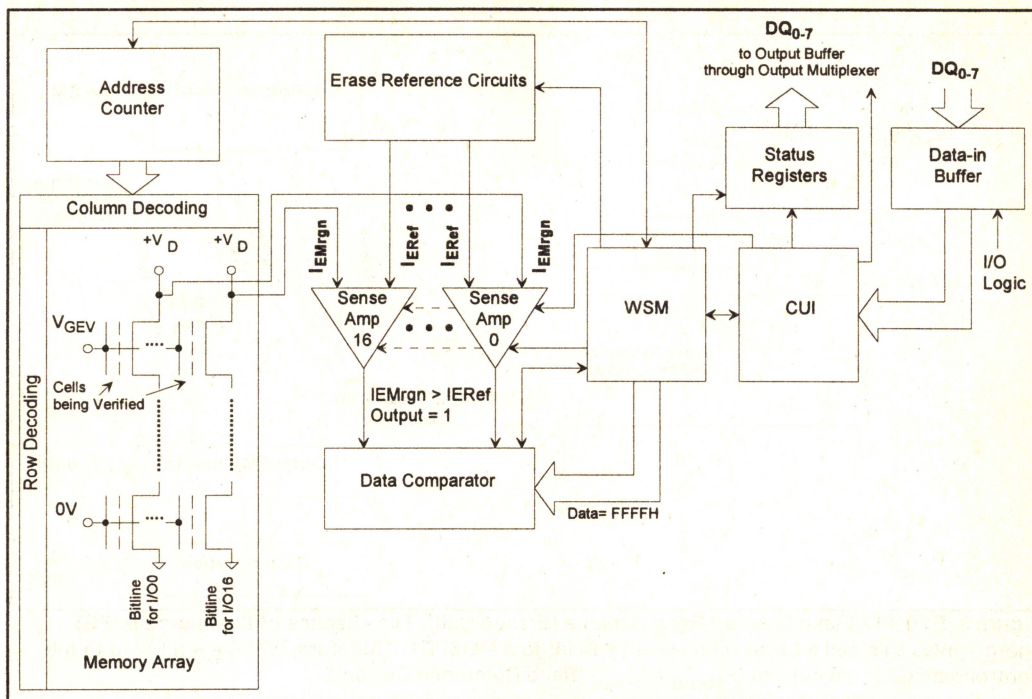 DQ0-7
to Output Buffer
through Output Multiplexer
DQ0-7
Address
Counter
Erase Reference Circuits
Status
Registers
Data-in
Buffer
Column Decoding
+V D
+V D
IEMrgn
IERef
IERef
IEMrgn
I/O
Logic
Sense
Amp
16
Sense
Amp
0
WSM
CUI
VGEV
Cells
being Verified
IEMrgn > IERef
Output = 1
Row Decoding
Data Comparator
0V
Data= FFFFH
Bitline
for I/O0
Bitline
for I/O16
Memory Array